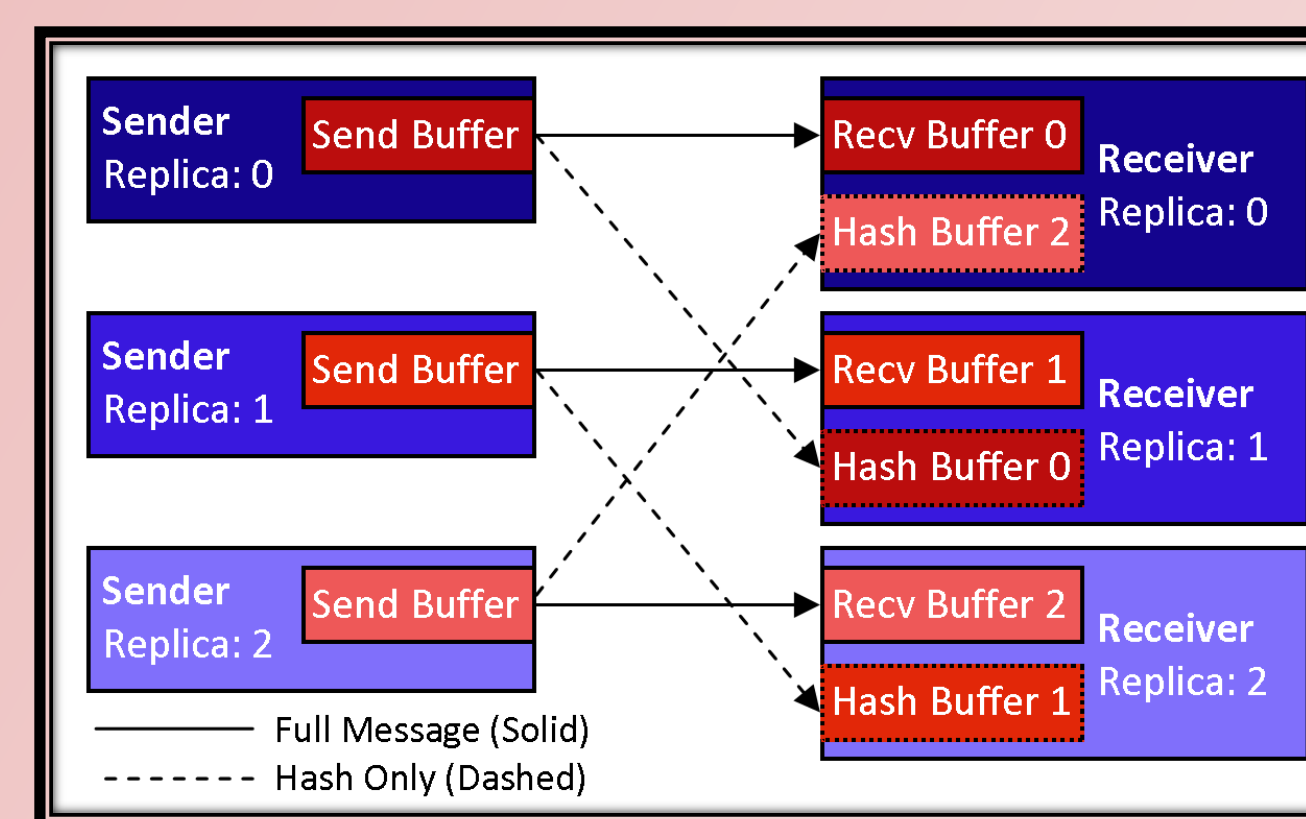 Sender
Replica: 0
Send Buffer
Recv Buffer 0
Hash Buffer 2
Receiver
Replica: 0
Sender
Replica: 1
Send Buffer
Recv Buffer 1
Hash Buffer 0
Receiver
Replica: 1
Sender
Replica: 2
Send Buffer
Recv Buffer 2
Hash Buffer 1
Receiver
Replica: 2
Full Message (Solid)
Hash Only (Dashed)